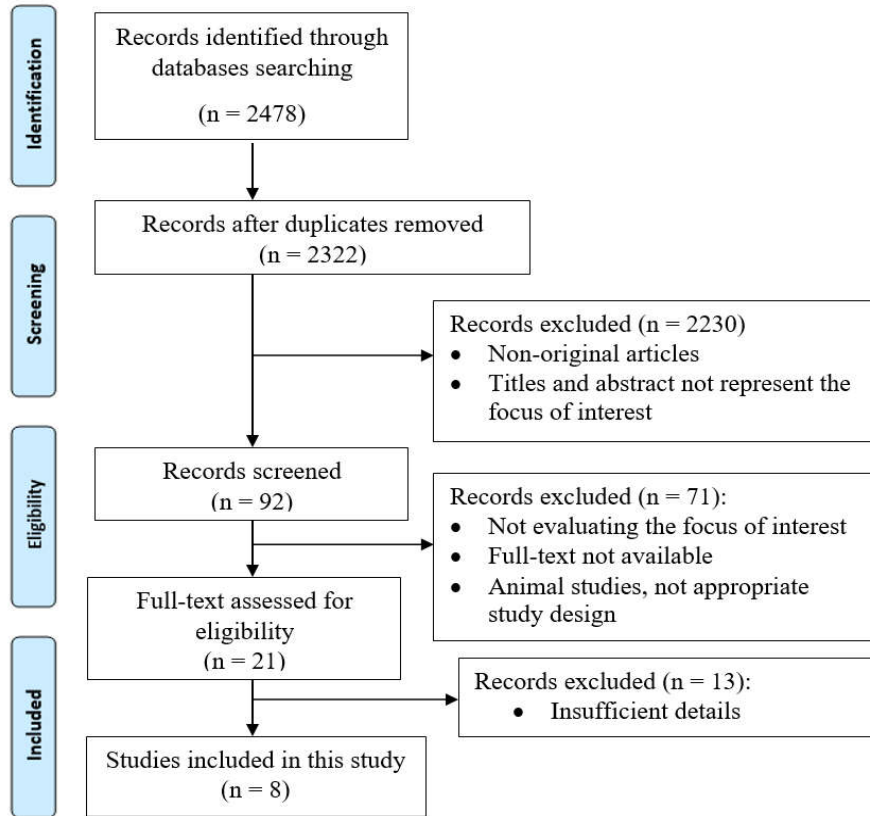 Identification
Records identified through
databases searching
(n = 2478)
Screening
Records after duplicates removed
(n = 2322)
Records excluded (n = 2230)
• Non-original articles
• Titles and abstract not represent the
focus of interest
Eligibility
Records screened
(n = 92)
Records excluded (n = 71):
• Not evaluating the focus of interest
• Full-text not available
• Animal studies, not appropriate
study design
Full-text assessed for
eligibility
(n = 21)
Included
Records excluded (n = 13):
• Insufficient details
Studies included in this study
(n = 8)